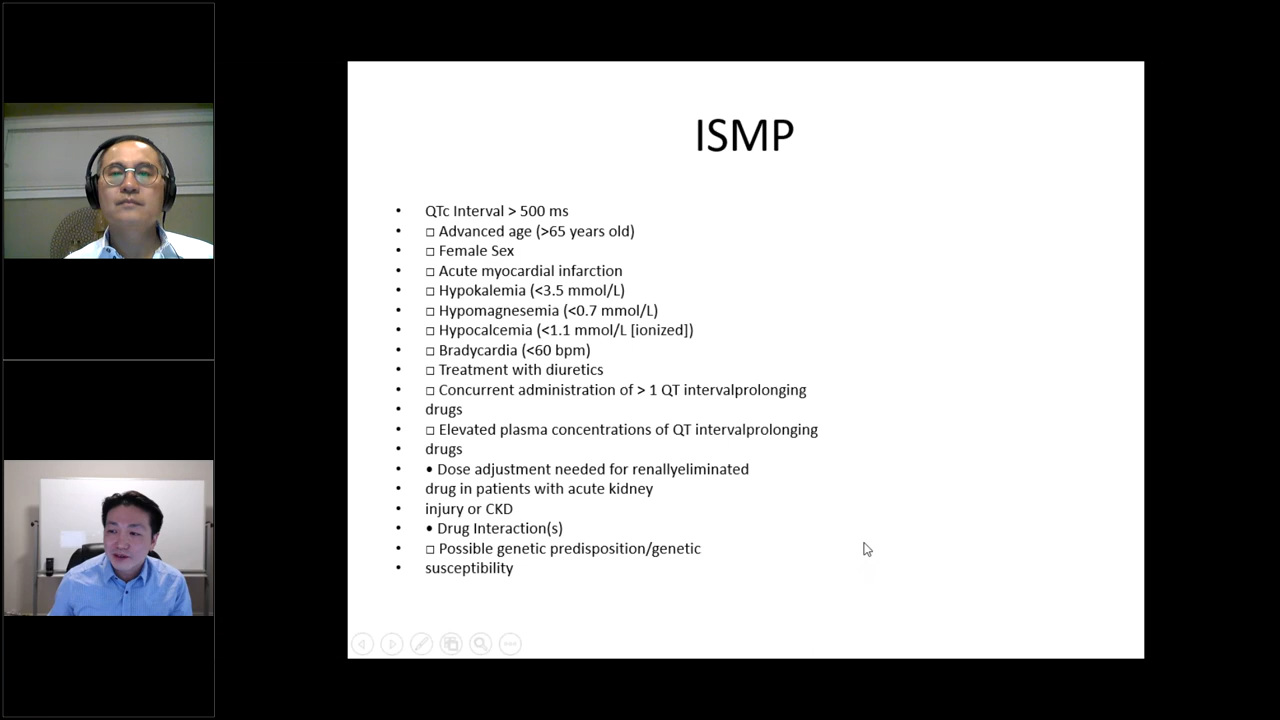 ISMP
• QTc Interval > 500 ms
• □ Advanced age (>65 years old)
• □ Female Sex
• □ Acute myocardial infarction
• □ Hypokalemia (<3.5 mmol/L)
• □ Hypomagnesemia (<0.7 mmol/L)
• □ Hypocalcemia (<1.1 mmol/L [ionized])
• □ Bradycardia (<60 bpm)
• □ Treatment with diuretics
• □ Concurrent administration of > 1 QT intervalprolonging
• drugs
• □ Elevated plasma concentrations of QT intervalprolonging
• drugs
• • Dose adjustment needed for renallyeliminated
• drug in patients with acute kidney
• injury or CKD
• • Drug Interaction(s)
• □ Possible genetic predisposition/genetic
• susceptibility